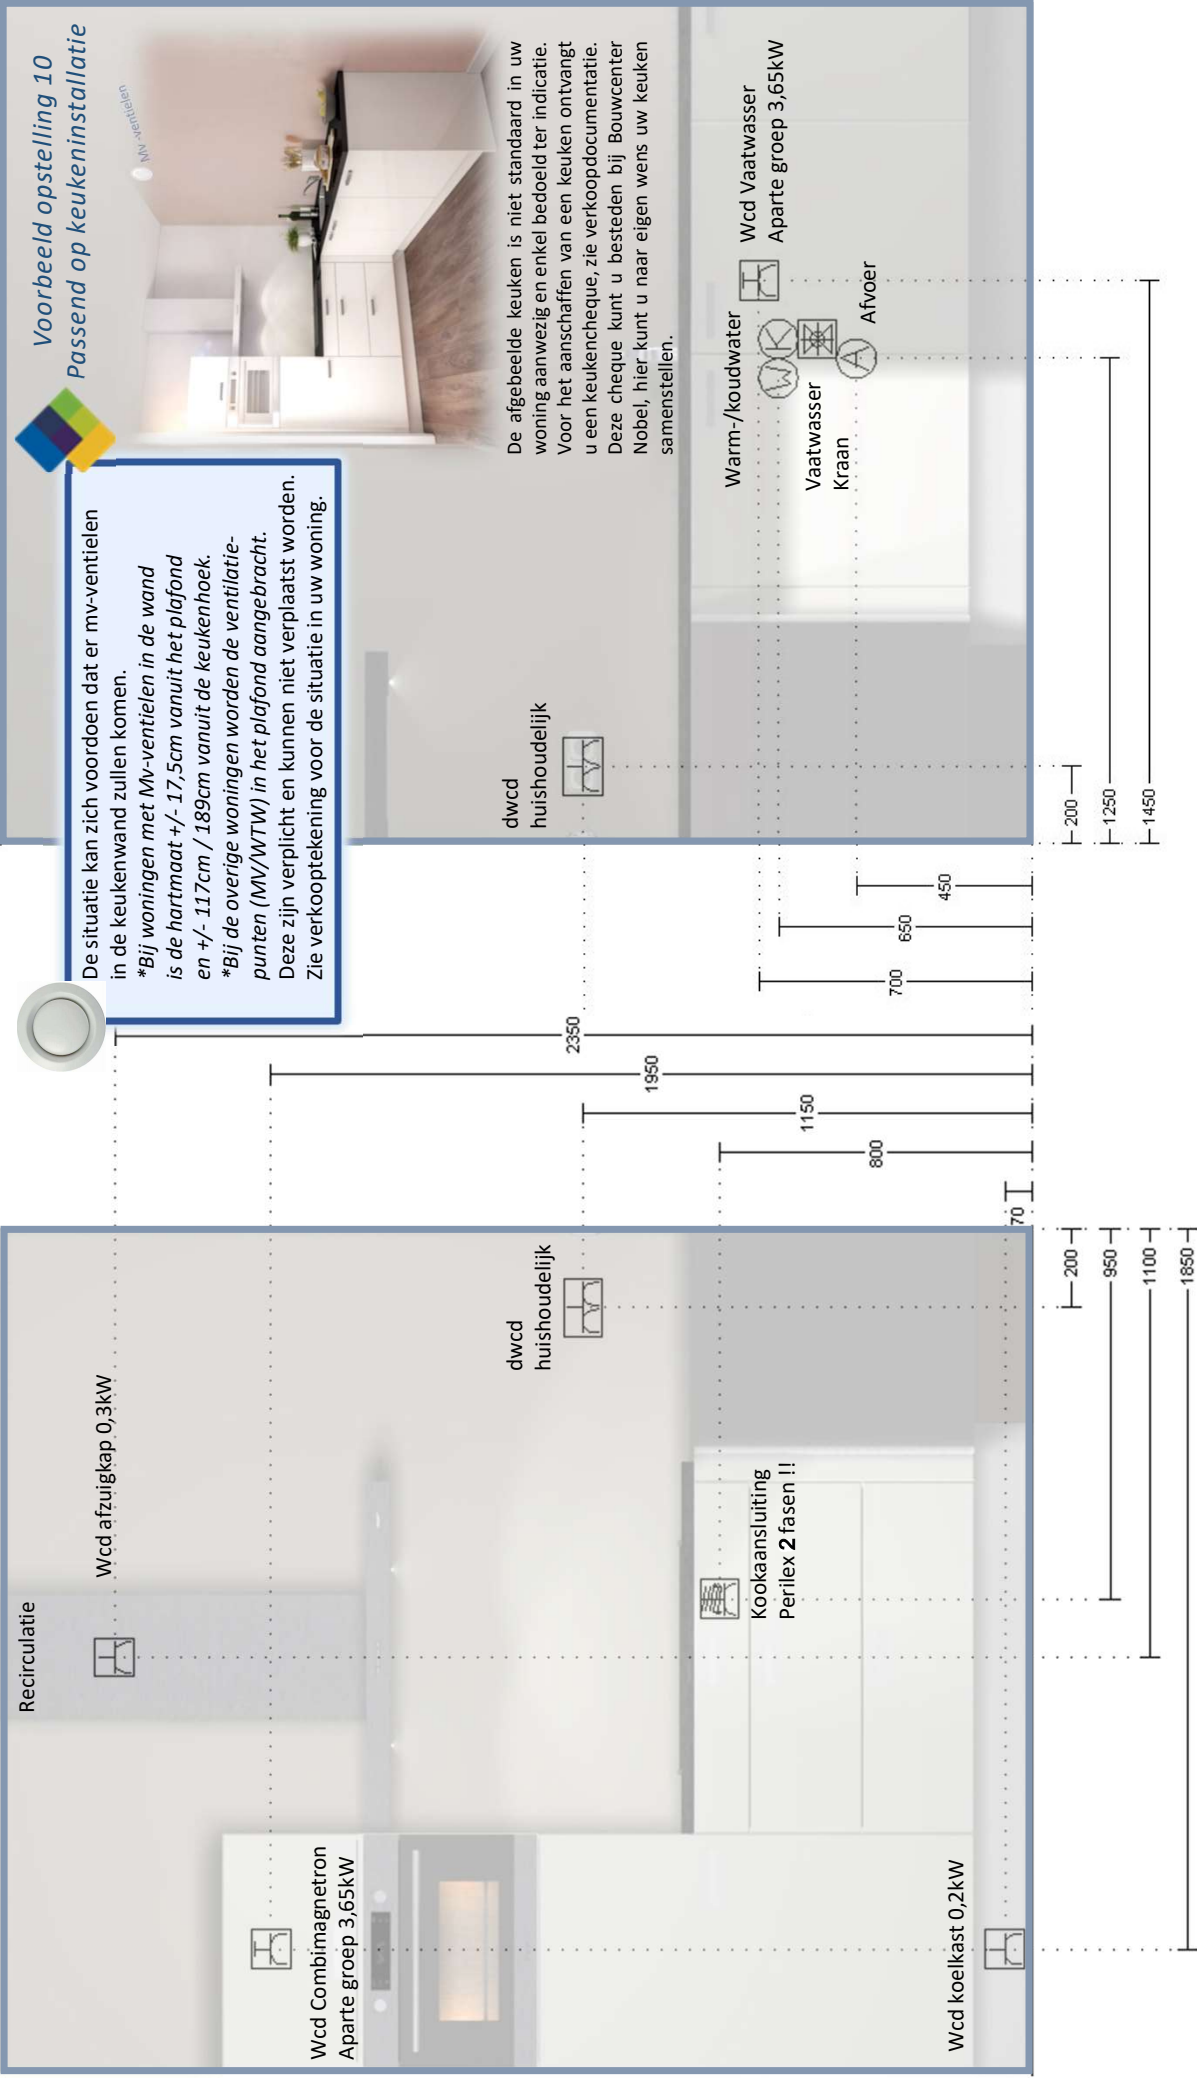 Voorbeeld opstelling 10
Passend op keukeninstallatie
Mv-ventielen
De situatie kan zich voordoen dat er mv-ventielen
in de keukenwand zullen komen.
*Bij woningen met Mv-ventielen in de wand
is de hartmaat +/- 17,5cm vanuit het plafond
en +/- 117cm / 189cm vanuit de keukenhoek.
*Bij de overige woningen worden de ventilatie-
punten (MV/WTW) in het plafond aangebracht.
Deze zijn verplicht en kunnen niet verplaatst worden.
Zie verkooptekening voor de situatie in uw woning.
De afgebeelde keuken is niet standaard in uw
woning aanwezig en enkel bedoeld ter indicatie.
Voor het aanschaffen van een keuken ontvangt
u een keukencheque, zie verkoopdocumentatie.
Deze cheque kunt u besteden bij Bouwcenter
Nobel, hier kunt u naar eigen wens uw keuken
samenstellen.
Recirculatie
Wcd afzuigkap 0,3kW
Wcd Combimagnetron
Aparte groep 3,65kW
dwcd
huishoudelijk
Kookaansluiting
Perilex 2 fasen !!
Wcd koelkast 0,2kW
200
950
1100
1850
70
800
1150
1950
2350
700
650
450
dwcd
huishoudelijk
Warm-/koudwater
W
K
Vaatwasser
Kraan
A
Afvoer
Wcd Vaatwasser
Aparte groep 3,65kW
200
1250
1450